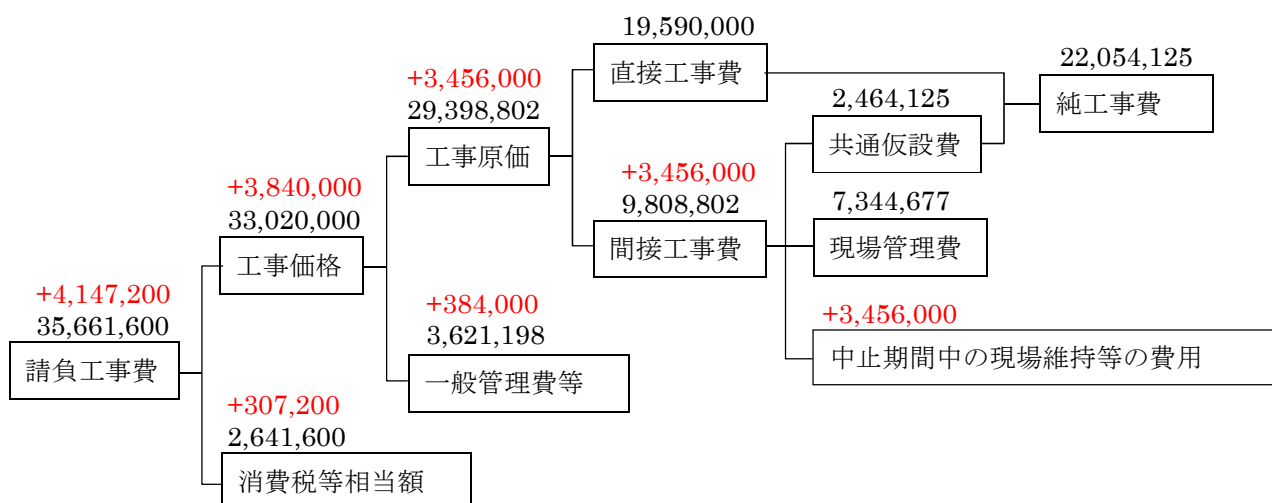 19,590,000
直接工事費
22,054,125
純工事費
+3,456,000
29,398,802
工事原価
2,464,125
共通仮設費
+3,456,000
9,808,802
間接工事費
+3,840,000
33,020,000
工事価格
7,344,677
現場管理費
+4,147,200
35,661,600
請負工事費
+384,000
3,621,198
一般管理費等
+3,456,000
中止期間中の現場維持等の費用
+307,200
2,641,600
消費税等相当額